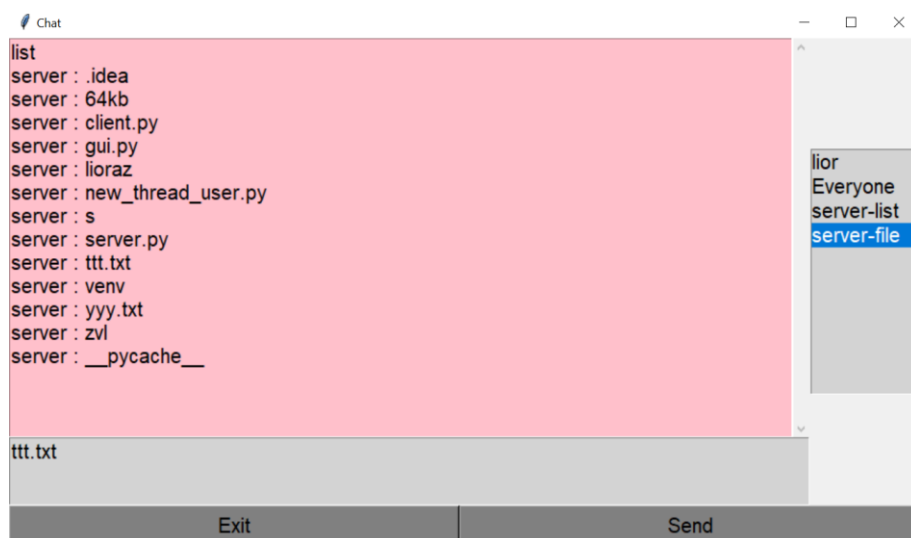 Chat
list
server : .idea
server : 64kb
server : client.py
server : gui.py
server : lioraz
server : new_thread_user.py
server : s
server : server.py
server : ttt.txt
server : venv
server : yyy.txt
server : zvl
server : __pycache__
lior
Everyone
server-list
server-file
ttt.txt
Exit
Send